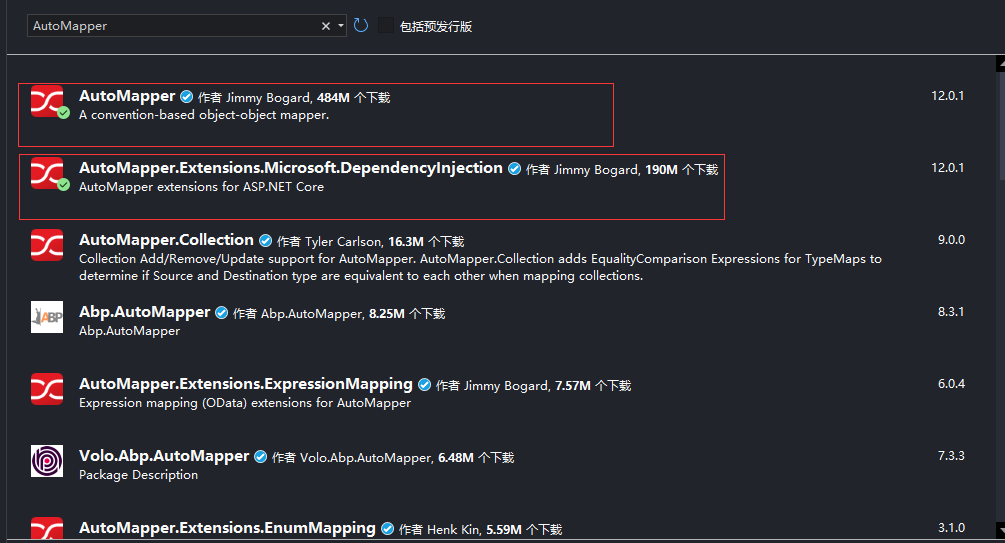 AutoMapper
包括预发行版
AutoMapper 作者 Jimmy Bogard, 484M 个下载 12.0.1
A convention-based object-object mapper.
AutoMapper.Extensions.Microsoft.DependencyInjection 作者 Jimmy Bogard, 190M 个下载 12.0.1
AutoMapper extensions for ASP.NET Core
AutoMapper.Collection 作者 Tyler Carlson, 16.3M 个下载 9.0.0
Collection Add/Remove/Update support for AutoMapper. AutoMapper.Collection adds EqualityComparison Expressions for TypeMaps to
determine if Source and Destination type are equivalent to each other when mapping collections.
Abp.AutoMapper 作者 Abp.AutoMapper, 8.25M 个下载 8.3.1
Abp.AutoMapper
AutoMapper.Extensions.ExpressionMapping 作者 Jimmy Bogard, 7.57M 个下载 6.0.4
Expression mapping (OData) extensions for AutoMapper
Volo.Abp.AutoMapper 作者 Volo.Abp.AutoMapper, 6.48M 个下载 7.3.3
Package Description
AutoMapper.Extensions.EnumMapping 作者 Henk Kin, 5.59M 个下载 3.1.0